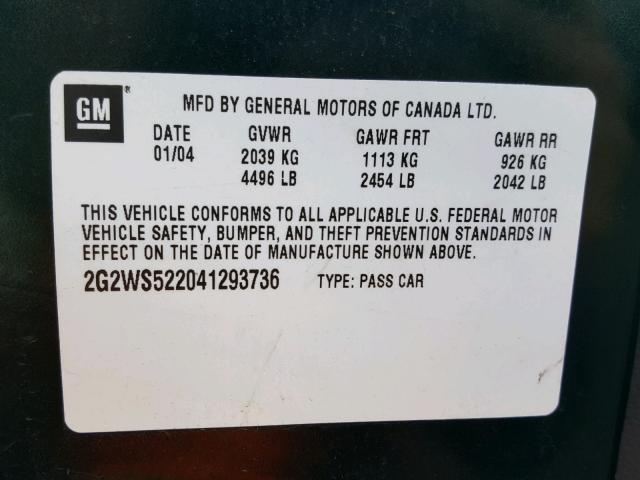 GM®
MFD BY GENERAL MOTORS OF CANADA LTD.
DATE GVWR GAWR FRT GAWR RR
01/04 2039 KG 1113 KG 926 KG
4496 LB 2454 LB 2042 LB
THIS VEHICLE CONFORMS TO ALL APPLICABLE U.S. FEDERAL MOTOR
VEHICLE SAFETY, BUMPER, AND THEFT PREVENTION STANDARDS IN
EFFECT ON THE DATE OF MANUFACTURE SHOWN ABOVE.
2G2WS522041293736 TYPE: PASS CAR